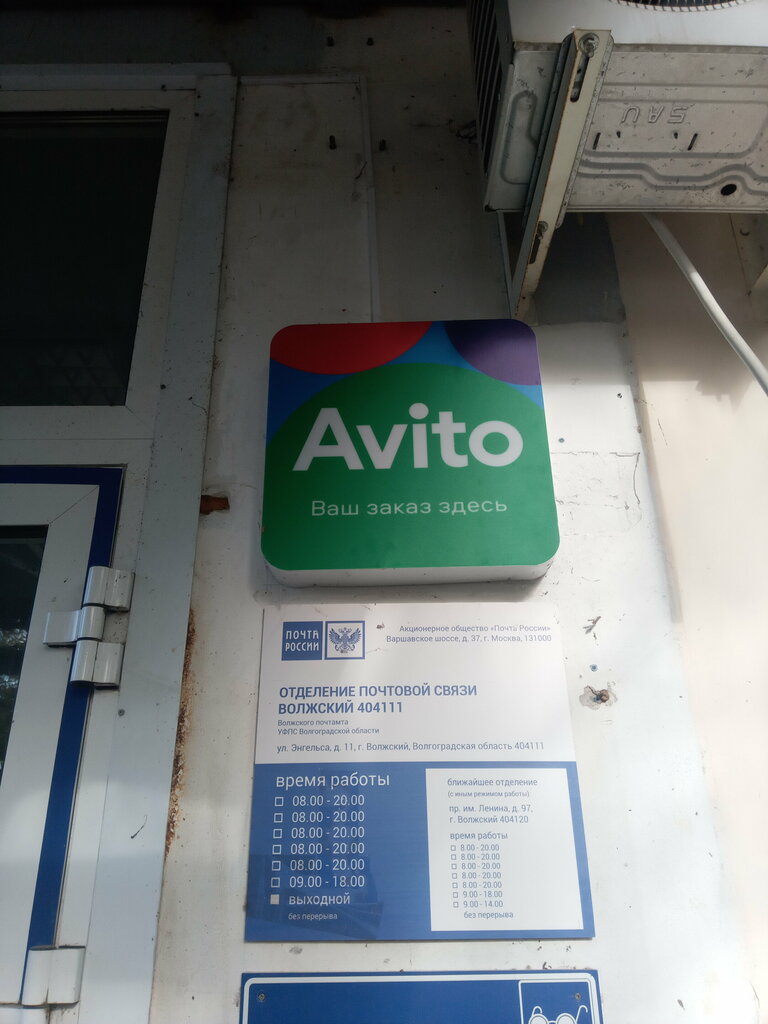 SAU
Avito
Ваш заказ здесь
ПОЧТА
РОССИИ
Акционерное общество «Почта России»
Варшавское шоссе, д. 37, г. Москва, 131000
ОТДЕЛЕНИЕ ПОЧТОВОЙ СВЯЗИ
ВОЛЖСКИЙ 404111
Волжского почтамта
УФПС Волгоградской области
ул. Энгельса, д. 11, г. Волжский, Волгоградская область 404111
время работы
08.00 - 20.00
08.00 - 20.00
08.00 - 20.00
08.00 - 20.00
08.00 - 20.00
09.00 - 18.00
выходной
без перерыва
ближайшее отделение
(с иным режимом работы)
пр. им. Ленина, д. 97,
г. Волжский 404120
время работы
8.00 - 20.00
8.00 - 20.00
8.00 - 20.00
8.00 - 20.00
8.00 - 20.00
9.00 - 18.00
9.00 - 14.00
без перерыва